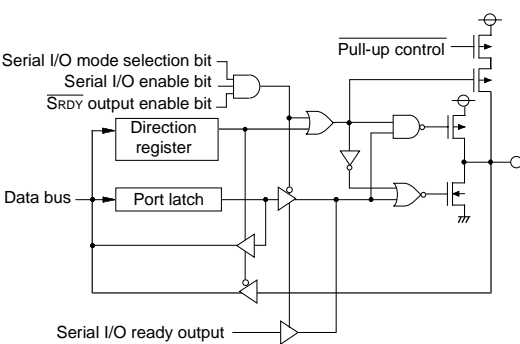 Pull-up control
Serial I/O mode selection bit
Serial I/O enable bit
SRDY output enable bit
Direction
register
Data bus
Port latch
Serial I/O ready output